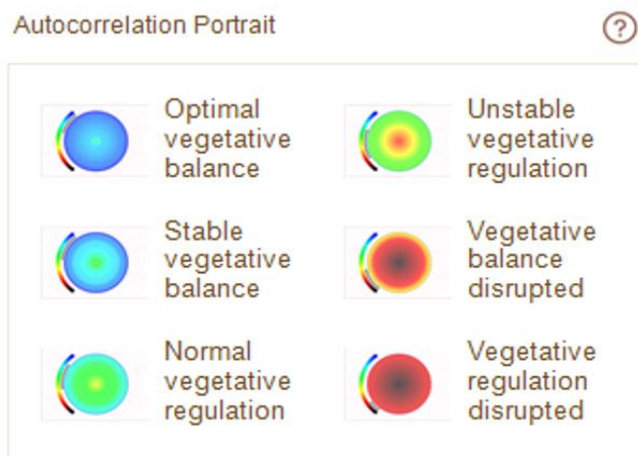 Autocorrelation Portrait
?
Optimal
vegetative
balance
Unstable
vegetative
regulation
Stable
vegetative
balance
Vegetative
balance
disrupted
Normal
vegetative
regulation
Vegetative
regulation
disrupted